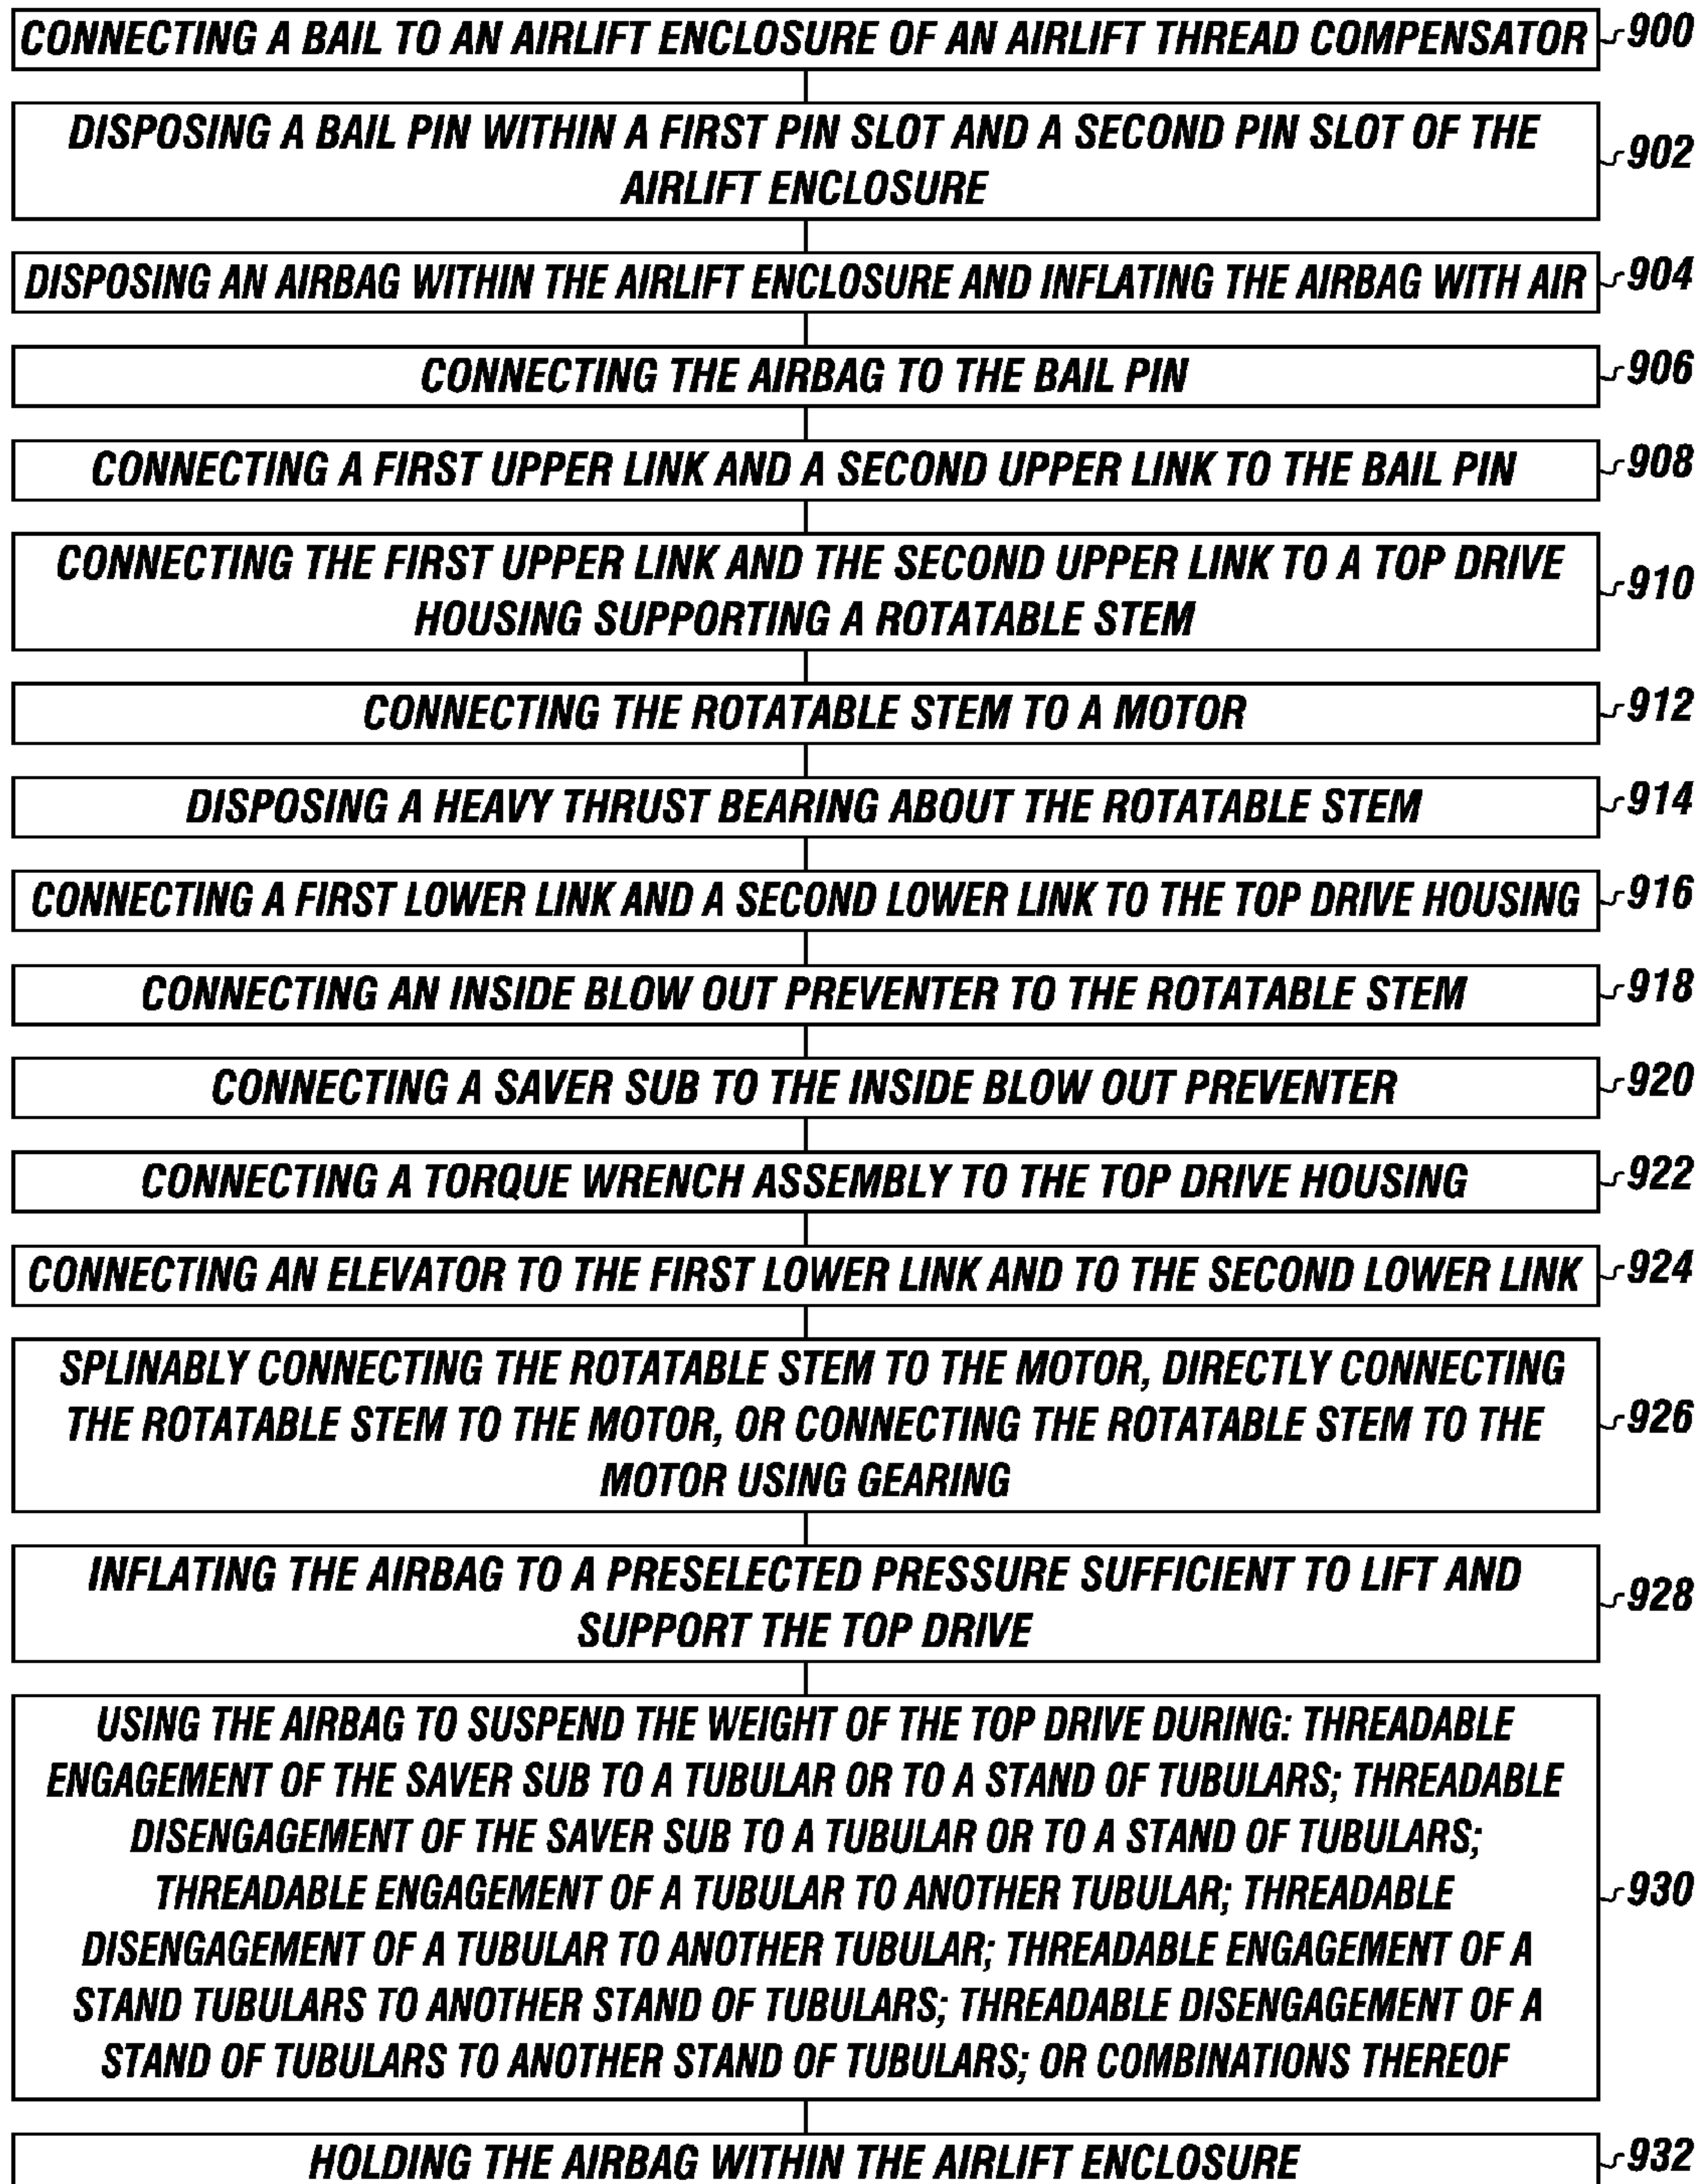 CONNECTING A BAIL TO AN AIRLIFT ENCLOSURE OF AN AIRLIFT THREAD COMPENSATOR 900
DISPOSING A BAIL PIN WITHIN A FIRST PIN SLOT AND A SECOND PIN SLOT OF THE
AIRLIFT ENCLOSURE
902
DISPOSING AN AIRBAG WITHIN THE AIRLIFT ENCLOSURE AND INFLATING THE AIRBAG WITH AIR 904
CONNECTING THE AIRBAG TO THE BAIL PIN 906
CONNECTING A FIRST UPPER LINK AND A SECOND UPPER LINK TO THE BAIL PIN 908
CONNECTING THE FIRST UPPER LINK AND THE SECOND UPPER LINK TO A TOP DRIVE
HOUSING SUPPORTING A ROTATABLE STEM
910
CONNECTING THE ROTATABLE STEM TO A MOTOR 912
DISPOSING A HEAVY THRUST BEARING ABOUT THE ROTATABLE STEM 914
CONNECTING A FIRST LOWER LINK AND A SECOND LOWER LINK TO THE TOP DRIVE HOUSING 916
CONNECTING AN INSIDE BLOW OUT PREVENTER TO THE ROTATABLE STEM 918
CONNECTING A SAVER SUB TO THE INSIDE BLOW OUT PREVENTER 920
CONNECTING A TORQUE WRENCH ASSEMBLY TO THE TOP DRIVE HOUSING 922
CONNECTING AN ELEVATOR TO THE FIRST LOWER LINK AND TO THE SECOND LOWER LINK 924
SPLINABLY CONNECTING THE ROTATABLE STEM TO THE MOTOR, DIRECTLY CONNECTING
THE ROTATABLE STEM TO THE MOTOR, OR CONNECTING THE ROTATABLE STEM TO THE
MOTOR USING GEARING
926
INFLATING THE AIRBAG TO A PRESELECTED PRESSURE SUFFICIENT TO LIFT AND
SUPPORT THE TOP DRIVE
928
USING THE AIRBAG TO SUSPEND THE WEIGHT OF THE TOP DRIVE DURING: THREADABLE
ENGAGEMENT OF THE SAVER SUB TO A TUBULAR OR TO A STAND OF TUBULARS; THREADABLE
DISENGAGEMENT OF THE SAVER SUB TO A TUBULAR OR TO A STAND OF TUBULARS;
THREADABLE ENGAGEMENT OF A TUBULAR TO ANOTHER TUBULAR; THREADABLE
DISENGAGEMENT OF A TUBULAR TO ANOTHER TUBULAR; THREADABLE ENGAGEMENT OF A
STAND TUBULARS TO ANOTHER STAND OF TUBULARS; THREADABLE DISENGAGEMENT OF A
STAND OF TUBULARS TO ANOTHER STAND OF TUBULARS; OR COMBINATIONS THEREOF
930
HOLDING THE AIRBAG WITHIN THE AIRLIFT ENCLOSURE 932